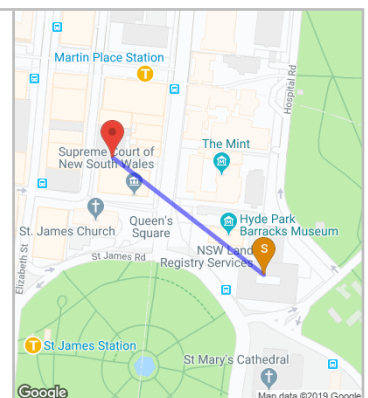 Martin Place Station
T
Hospital Rd
Supreme Court of
New South Wales
The Mint
Hyde Park
Barracks Museum
St. James Church
Queen's
Square
S
NSW Land
Registry Services
St James Rd
Elizabeth St
T
St James Station
St Mary's Cathedral
Google
Map data ©2019 Google